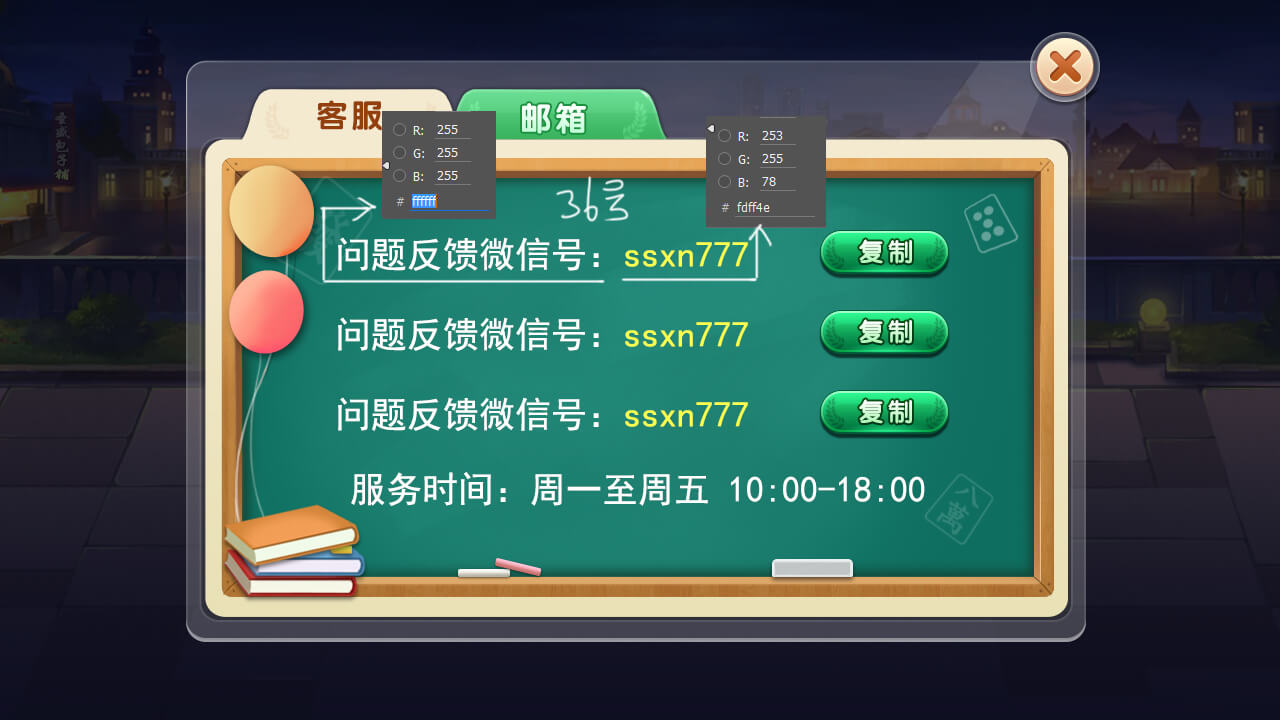 客服
邮箱
R: 255
G: 255
B: 255
# ffffff
R: 253
G: 255
B: 78
# fdff4e
36号
问题反馈微信号：ssxn777 复制
问题反馈微信号：ssxn777 复制
问题反馈微信号：ssxn777 复制
服务时间：周一至周五 10:00-18:00
八萬